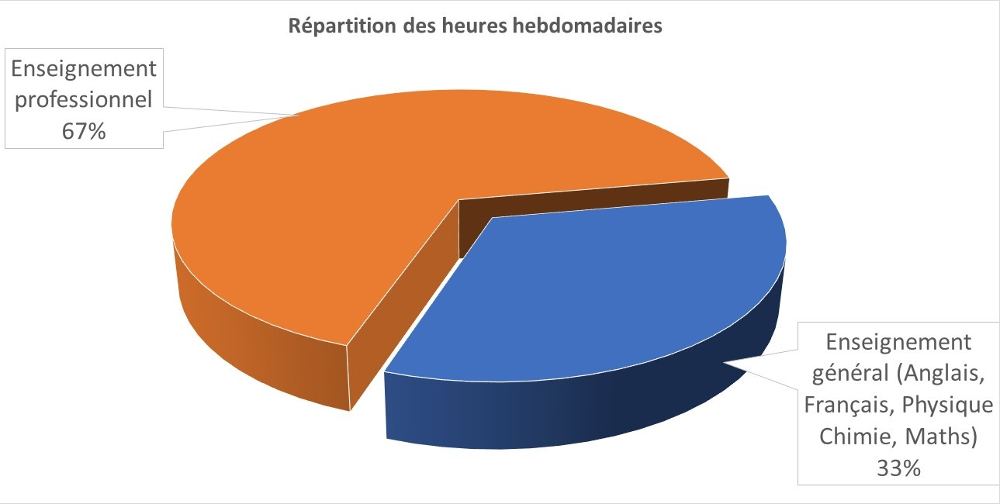 Répartition des heures hebdomadaires
Enseignement
professionnel
67%
Enseignement
général (Anglais,
Français, Physique
Chimie, Maths)
33%